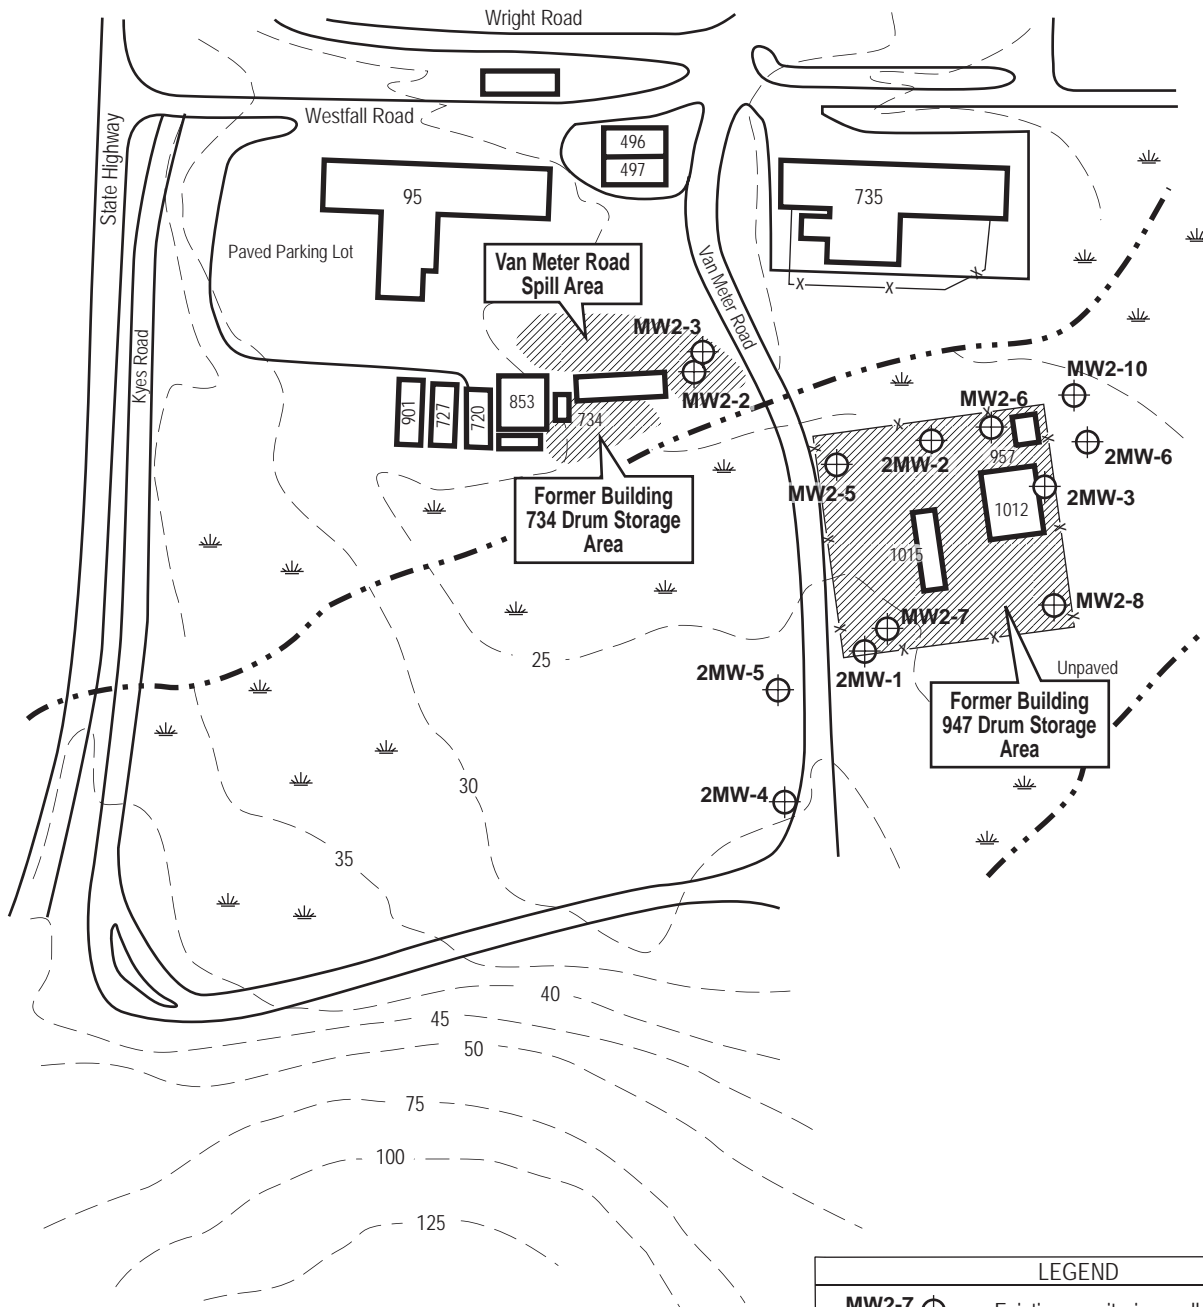 Wright Road
State Highway
Westfall Road
496
497
95
735
Paved Parking Lot
Van Meter Road
Spill Area
Van Meter Road
Kyes Road
MW2-3
MW2-10
901
727
720
853
734
MW2-2
MW2-6
2MW-2
957
2MW-6
MW2-5
2MW-3
1012
Former Building
734 Drum Storage
Area
1015
MW2-8
MW2-7
25
2MW-5
2MW-1
Unpaved
Former Building
947 Drum Storage
Area
30
2MW-4
35
40
45
50
75
100
125
LEGEND
MW2-7